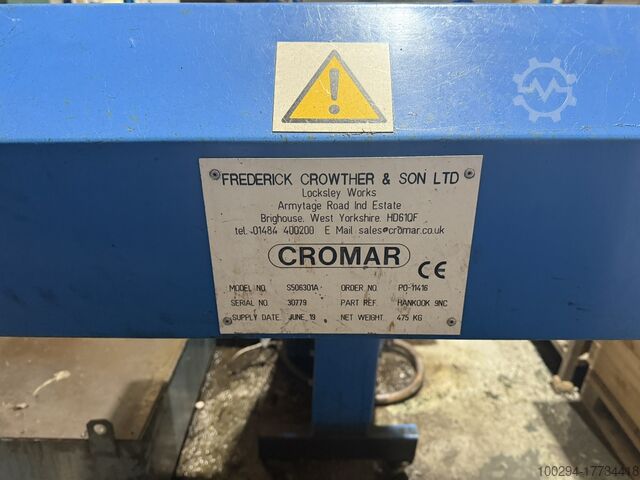 FREDERICK CROWTHER & SON LTD
Locksley Works
Armytage Road Ind Estate
Brighouse. West Yorkshire. HD61QF
tel. .01484 400200 E Mail sales@cromar.co.uk
CROMAR CE
MODEL NO. S506301A ORDER NO. PO-11416
SERIAL NO. 30779 PART REF. HANKOOK 9NC
SUPPLY DATE. JUNE 19 NET WEIGHT. 475 KG
100294-17784418